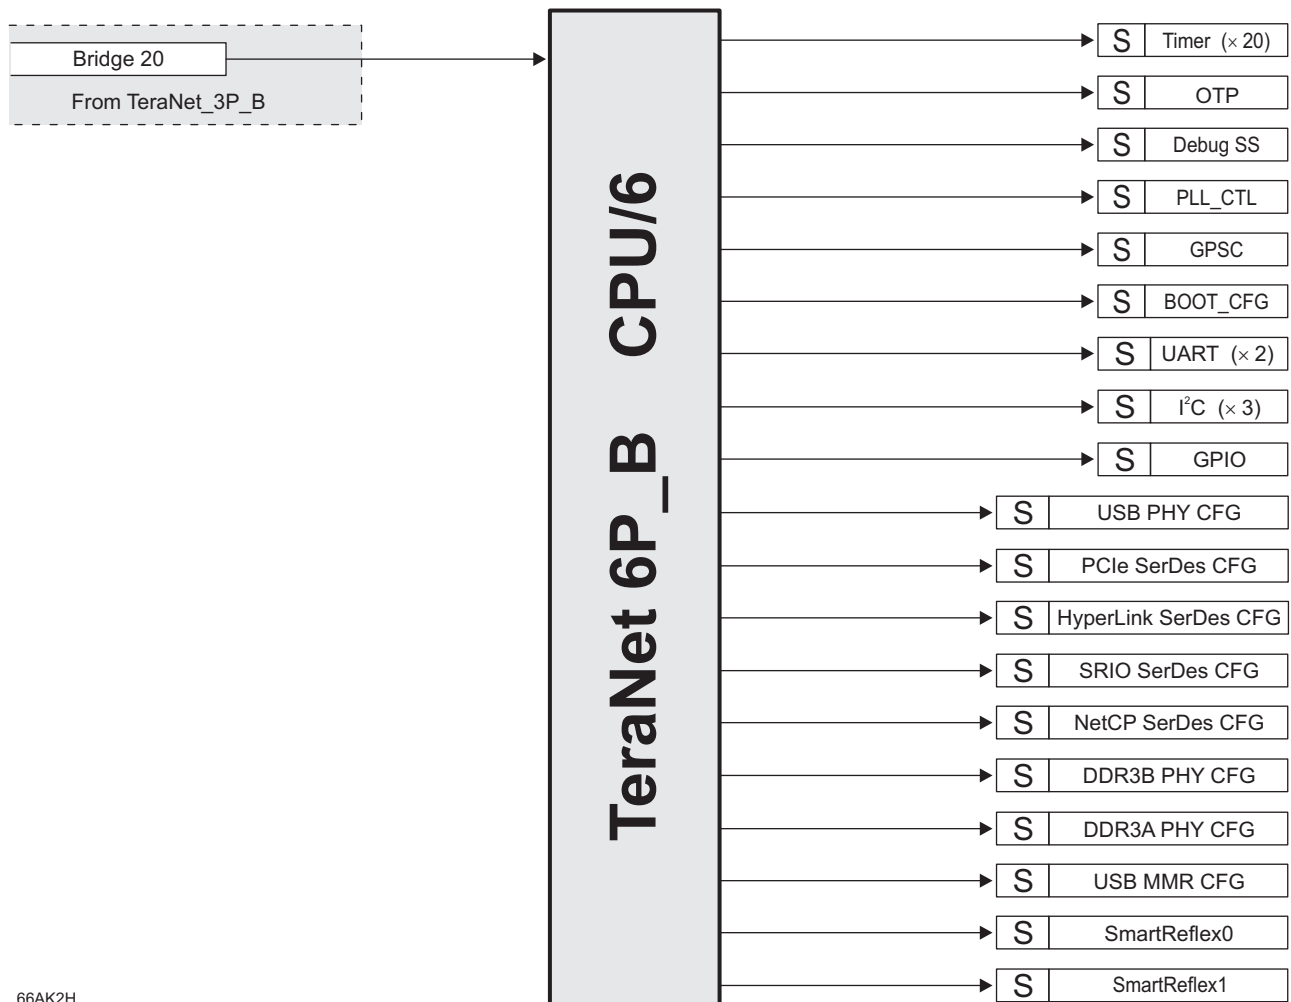 Bridge 20
From TeraNet_3P_B
TeraNet 6P_B CPU/6
S Timer (× 20)
S OTP
S Debug SS
S PLL_CTL
S GPSC
S BOOT_CFG
S UART (× 2)
S I²C (× 3)
S GPIO
S USB PHY CFG
S PCIe SerDes CFG
S HyperLink SerDes CFG
S SRIO SerDes CFG
S NetCP SerDes CFG
S DDR3B PHY CFG
S DDR3A PHY CFG
S USB MMR CFG
S SmartReflex0
S SmartReflex1
66AK2H